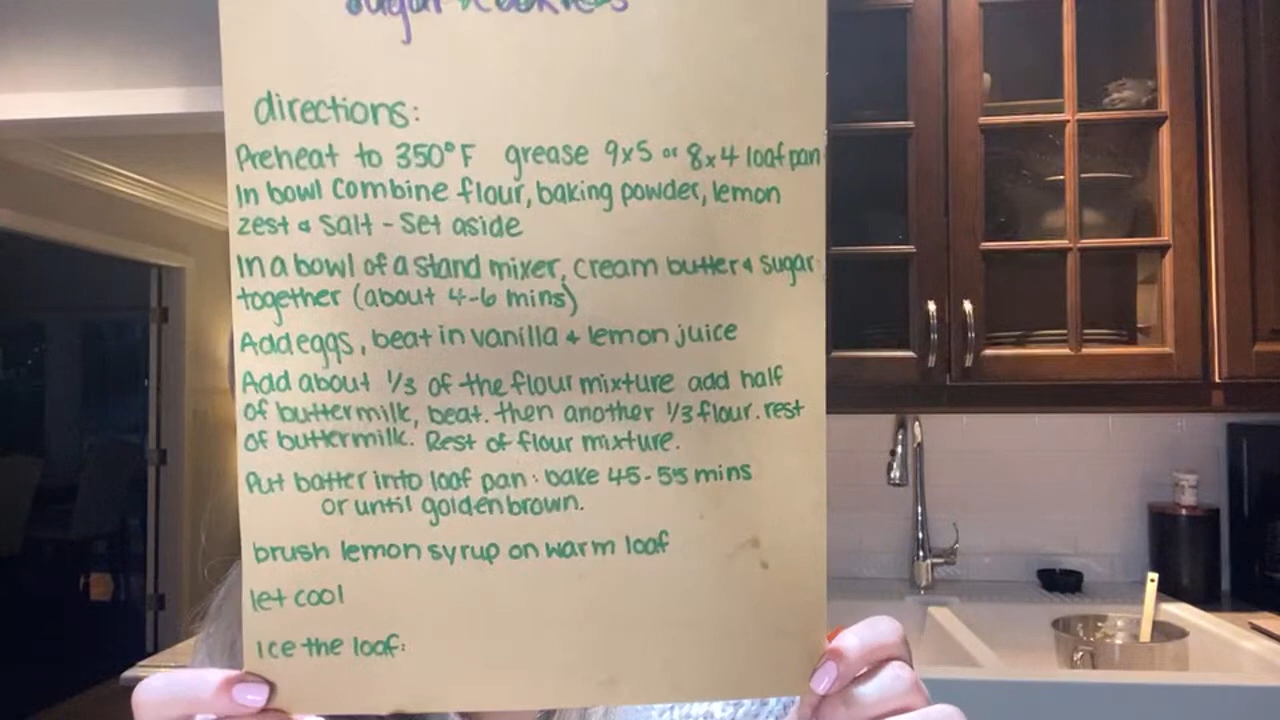 Sugar Cookies
directions:
Preheat to 350°F grease 9x5 or 8x4 loaf pan
In bowl combine flour, baking powder, lemon
zest & salt - set aside
In a bowl of a stand mixer, cream butter & sugar
together (about 4-6 mins)
Add eggs, beat in vanilla & lemon juice
Add about 1/3 of the flour mixture add half
of buttermilk, beat. then another 1/3 flour. rest
of buttermilk. Rest of flour mixture.
Put batter into loaf pan: bake 45-55 mins
or until golden brown.
brush lemon syrup on warm loaf
let cool
Ice the loaf: